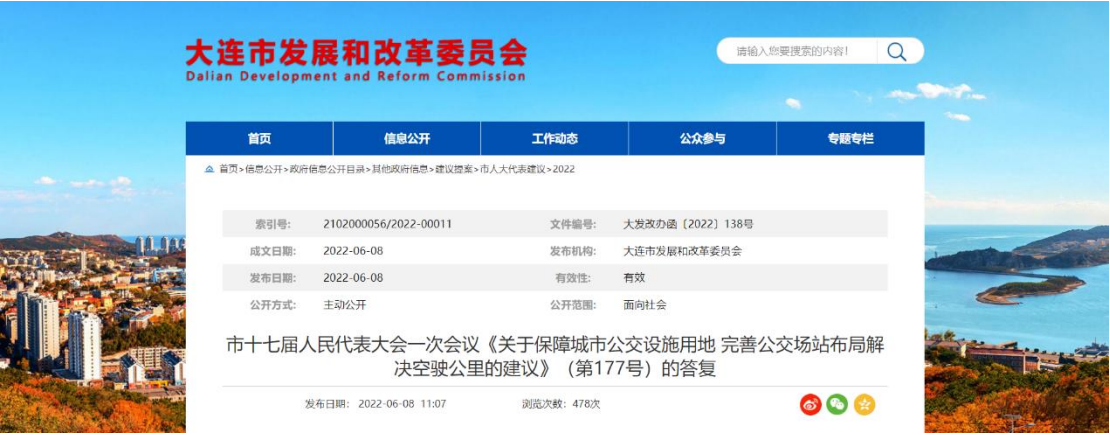 大连市发展和改革委员会
Dalian Development and Reform Commission
请输入您要搜索的内容!
首页 信息公开 工作动态 公众参与 专题专栏
首页>信息公开>政府信息公开目录>其他政府信息>建议提案>市人大代表建议>2022
索引号: 2102000056/2022-00011 文件编号: 大发改办函〔2022〕138号
成文日期: 2022-06-08 发布机构: 大连市发展和改革委员会
发布日期: 2022-06-08 有效性: 有效
公开方式: 主动公开 公开范围: 面向社会
市十七届人民代表大会一次会议《关于保障城市公交设施用地 完善公交场站布局解
决空驶公里的建议》（第177号）的答复
发布日期: 2022-06-08 11:07 浏览次数: 478次